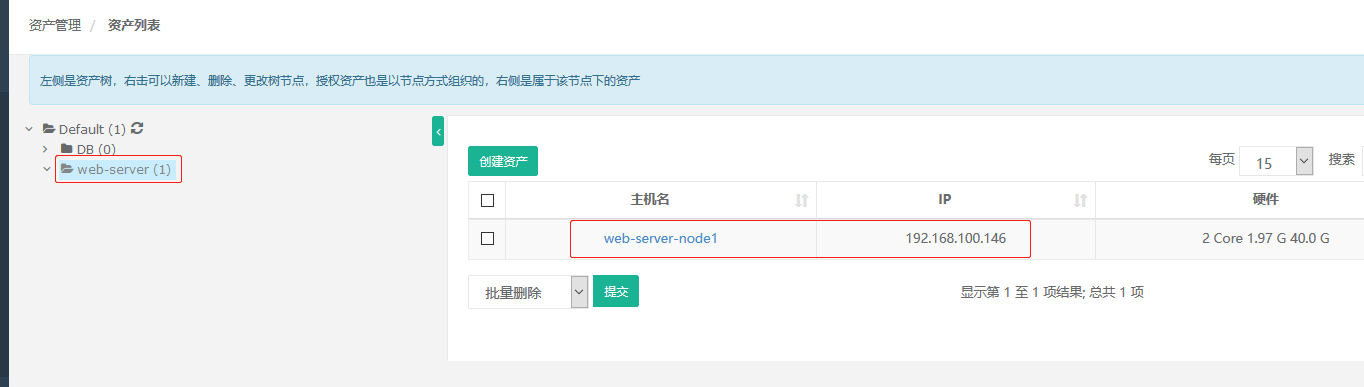 资产管理 / 资产列表
左侧是资产树，右击可以新建、删除、更改树节点，授权资产也是以节点方式组织的，右侧是属于该节点下的资产
Default (1)
DB (0)
web-server (1)
创建资产 每页 15 搜索
主机名 IP 硬件
web-server-node1 192.168.100.146 2 Core 1.97 G 40.0 G
批量删除 提交 显示第 1 至 1 项结果; 总共 1 项